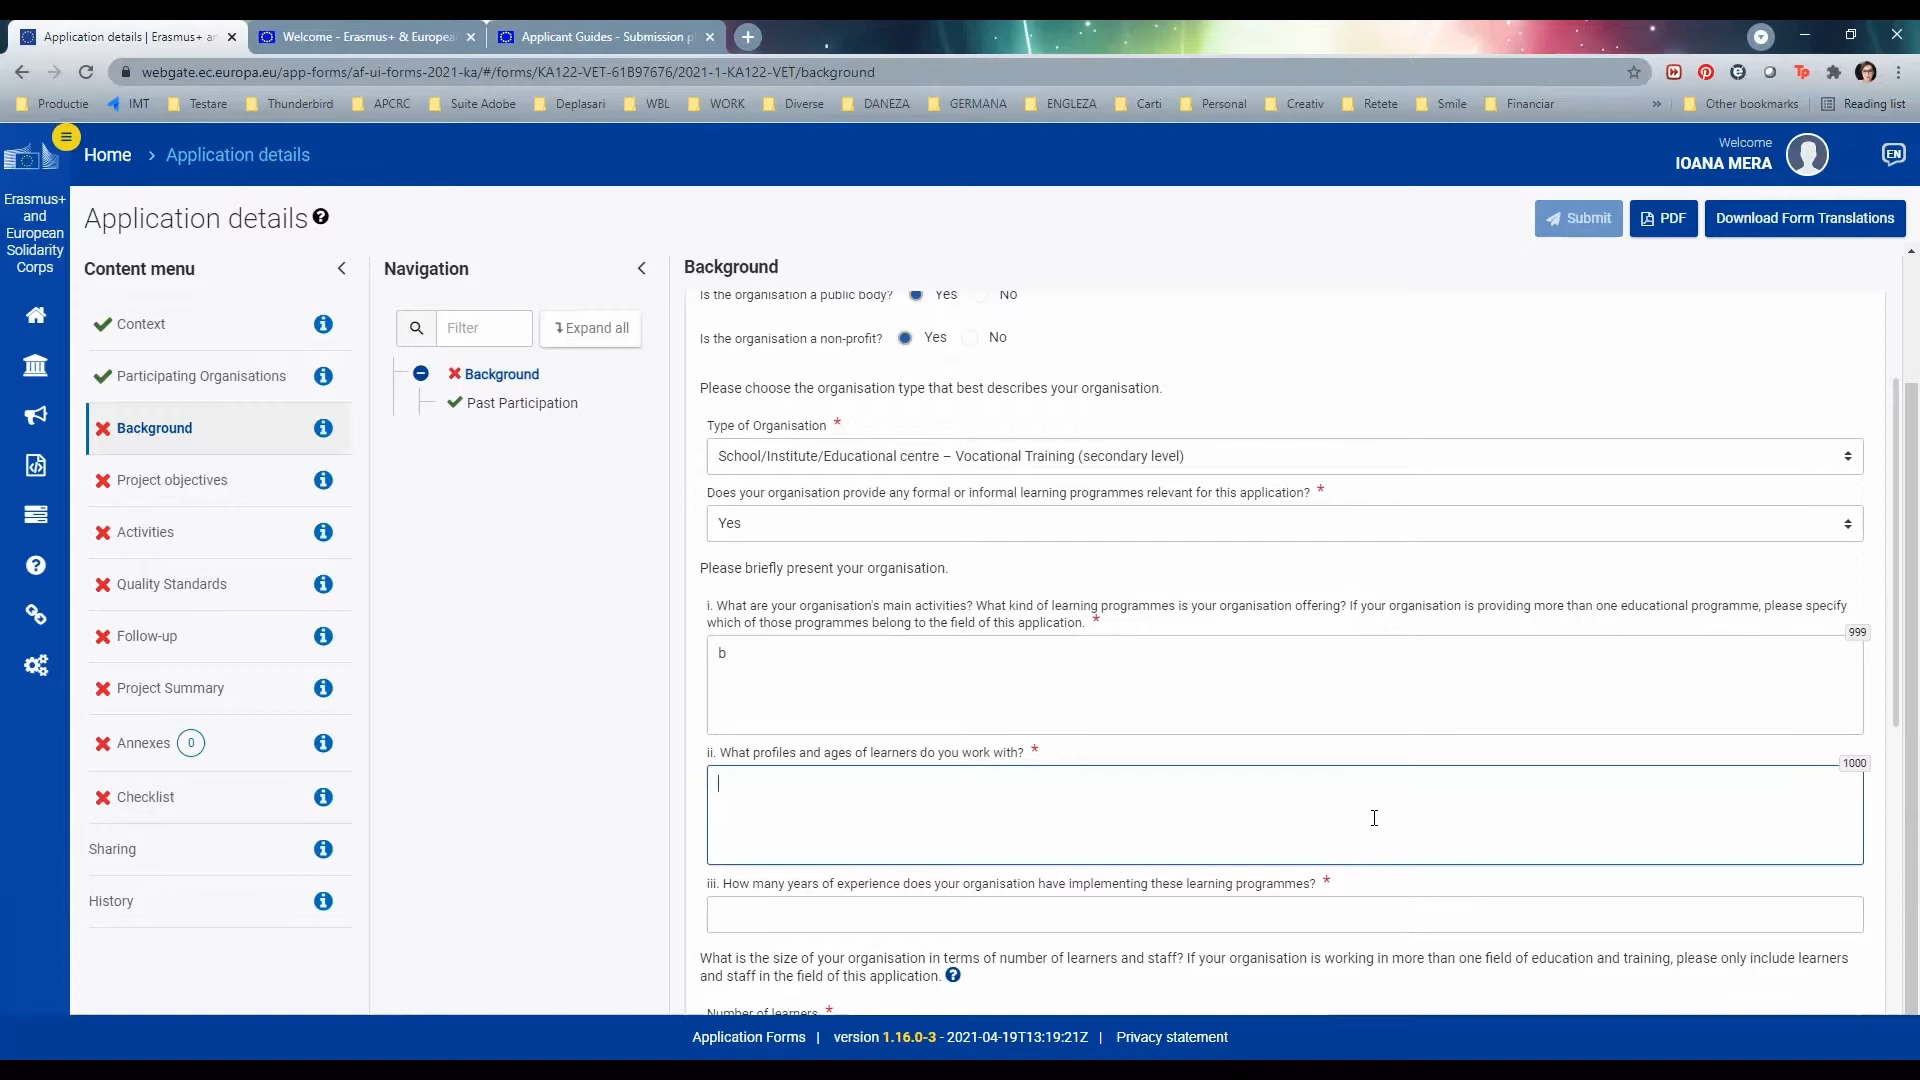 Application details | Erasmus+ an
Welcome - Erasmus+ & Europea
Applicant Guides - Submission p
webgate.ec.europa.eu/app-forms/af-ui-forms-2021-ka/#/forms/KA122-VET-61B97676/2021-1-KA122-VET/background
Productie IMT Testare Thunderbird APCRC Suite Adobe Deplasari WBL WORK Diverse DANEZA GERMANA ENGLEZA Carti Personal Creativ Retete Smile Financiar » Other bookmarks Reading list
Home › Application details
Welcome
IOANA MERA
EN
Erasmus+
and
European
Solidarity
Corps
Application details
Submit PDF Download Form Translations
Content menu
Context
Participating Organisations
Background
Project objectives
Activities
Quality Standards
Follow-up
Project Summary
Annexes 0
Checklist
Sharing
History
Navigation
Filter Expand all
Background
Past Participation
Background
Is the organisation a public body? Yes No
Is the organisation a non-profit? Yes No
Please choose the organisation type that best describes your organisation.
Type of Organisation *
School/Institute/Educational centre – Vocational Training (secondary level)
Does your organisation provide any formal or informal learning programmes relevant for this application? *
Yes
Please briefly present your organisation.
i. What are your organisation's main activities? What kind of learning programmes is your organisation offering? If your organisation is providing more than one educational programme, please specify
which of those programmes belong to the field of this application. *
999
b
ii. What profiles and ages of learners do you work with? *
1000
iii. How many years of experience does your organisation have implementing these learning programmes? *
What is the size of your organisation in terms of number of learners and staff? If your organisation is working in more than one field of education and training, please only include learners
and staff in the field of this application.
Number of learners *
Application Forms | version 1.16.0-3 - 2021-04-19T13:19:21Z | Privacy statement